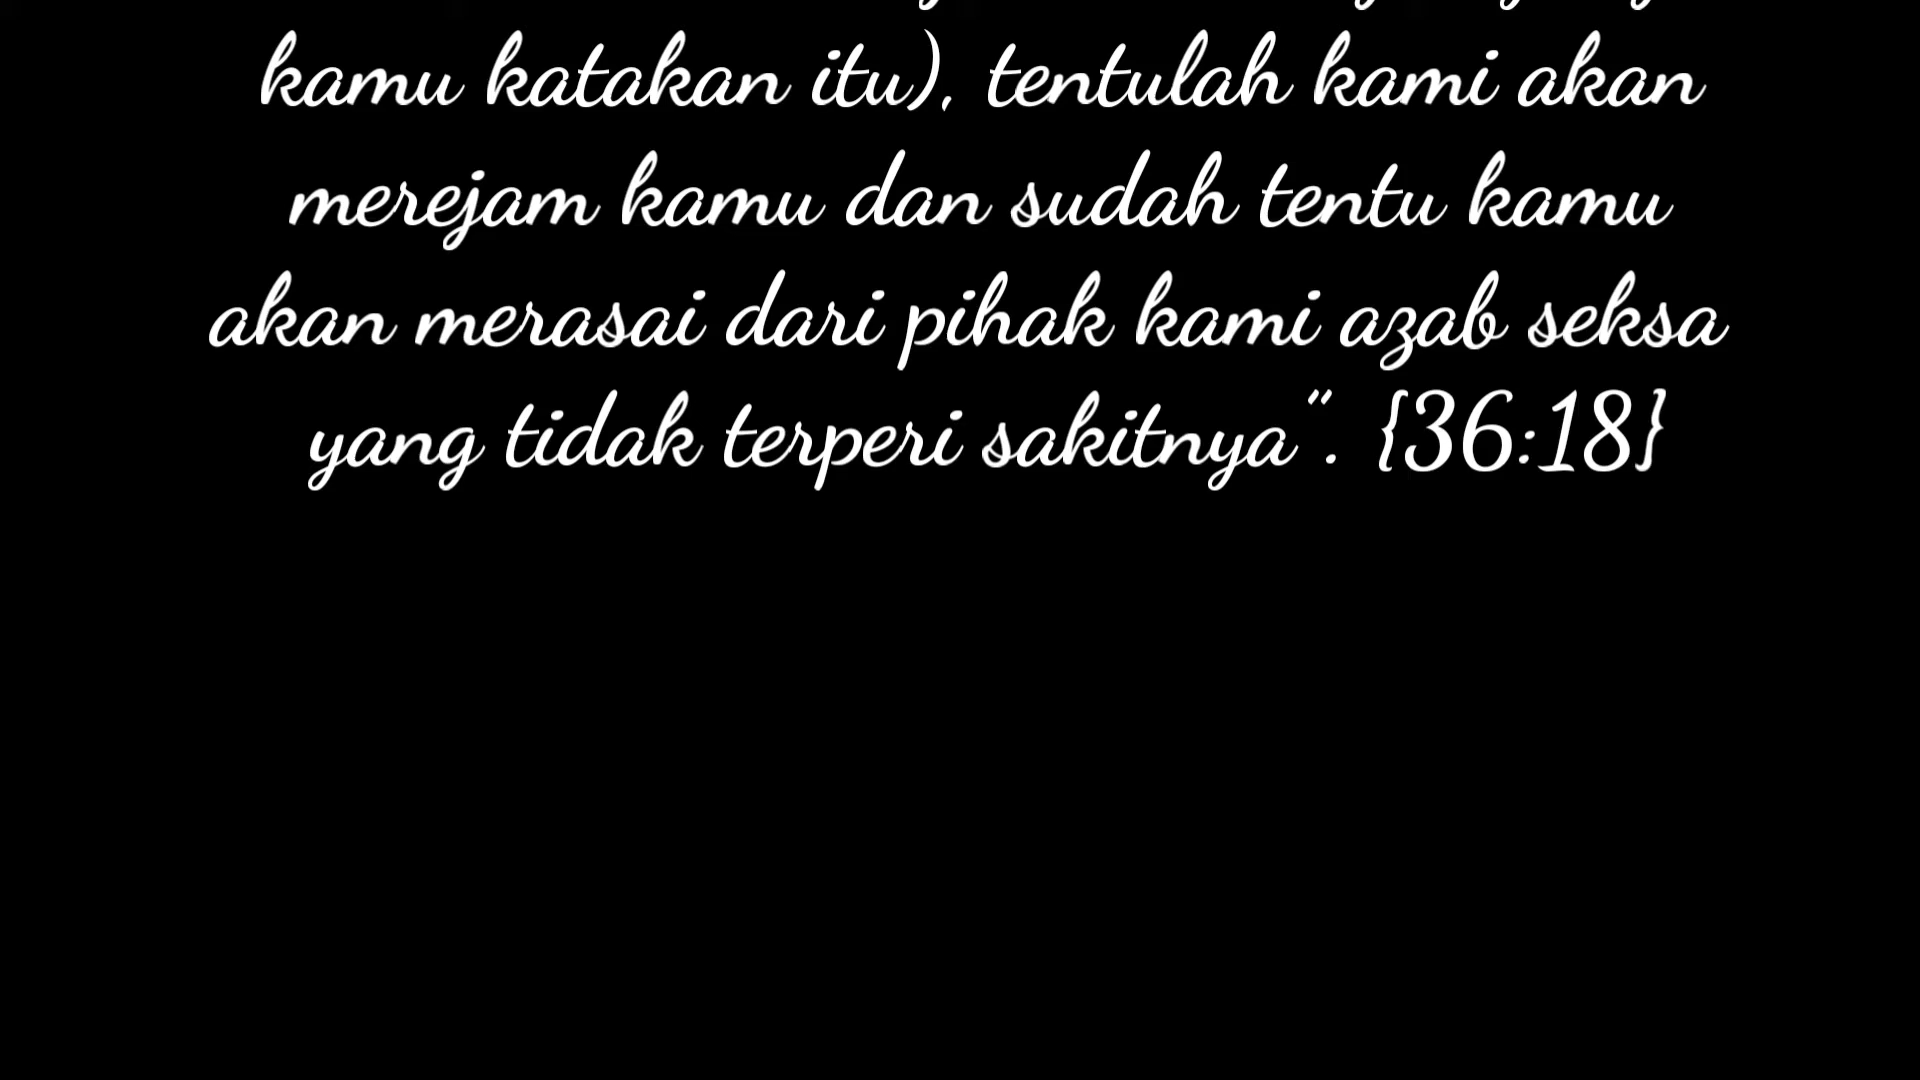 kamu katakan itu), tentulah kami akan
merejam kamu dan sudah tentu kamu
akan merasai dari pihak kami azab seksa
yang tidak terperi sakitnya". {36:18}